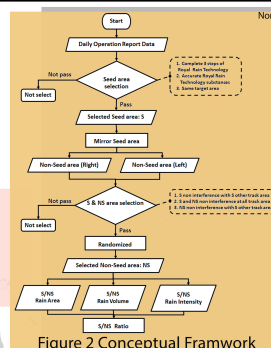 Start
Daily Operation Report Data
Not pass
Seed area
selection
1. Complete 3 steps of
Royal Rain Technology
2. Accurate Royal Rain
Technology substances
3. Same target area
Not select
Pass
Selected Seed area: S
Mirror Seed area
Non-Seed area (Right)
Non-Seed area (Left)
Not pass
S & NS area selection
1. S non interference with S other track area
2. S and NS non interference at all track area
3. NS non interference with S other track area
Not select
Pass
Randomized
Selected Non-Seed area: NS
S/NS
Rain Area
S/NS
Rain Volume
S/NS
Rain Intensity
S/NS Ratio
Figure 2 Conceptual Framwork